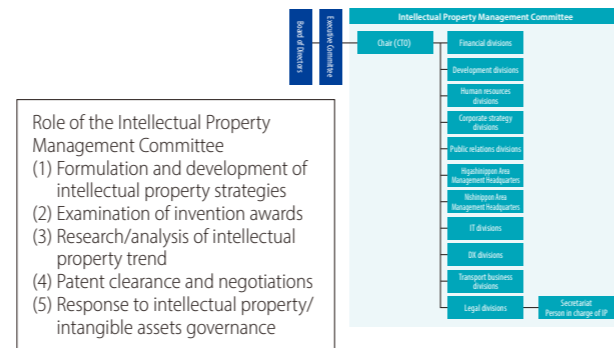 Intellectual Property Management Committee
Board of Directors
Executive Committee
Chair (CTO)
Financial divisions
Development divisions
Human resources
divisions
Corporate strategy
divisions
Public relations divisions
Higashinippon Area
Management Headquarters
Nishinippon Area
Management Headquarters
IT divisions
DX divisions
Transport business
divisions
Legal divisions
Secretariat
Person in charge of IP
Role of the Intellectual Property
Management Committee
(1) Formulation and development of
intellectual property strategies
(2) Examination of invention awards
(3) Research/analysis of intellectual
property trend
(4) Patent clearance and negotiations
(5) Response to intellectual property/
intangible assets governance